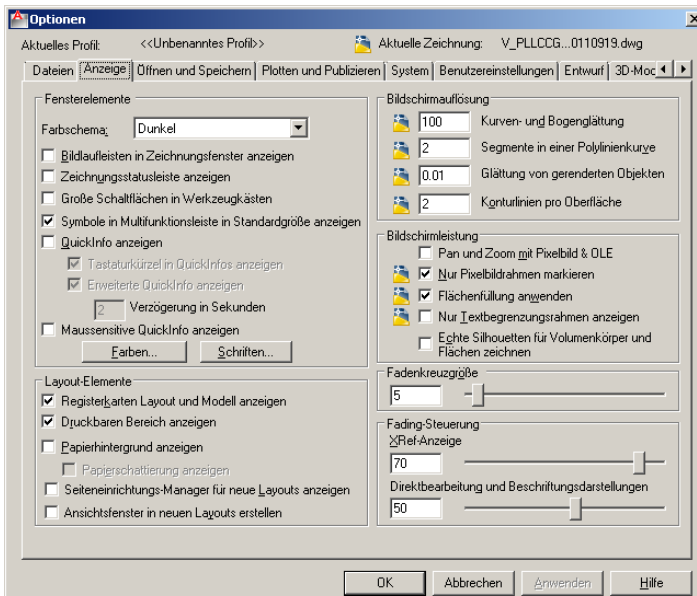 Optionen
Aktuelles Profil: <<Unbenanntes Profil>> Aktuelle Zeichnung: V_PLLCCG...0110919.dwg
Dateien Anzeige Öffnen und Speichern Plotten und Publizieren System Benutzereinstellungen Entwurf 3D-Mod
Fensterelemente
Farbschema: Dunkel
Bildlaufleisten in Zeichnungsfenster anzeigen
Zeichnungsstatusleiste anzeigen
Große Schaltflächen in Werkzeugkästen
Symbole in Multifunktionsleiste in Standardgröße anzeigen
QuickInfo anzeigen
Tastaturkürzel in QuickInfos anzeigen
Erweiterte QuickInfo anzeigen
2 Verzögerung in Sekunden
Maussensitive QuickInfo anzeigen
Farben... Schriften...
Layout-Elemente
Registerkarten Layout und Modell anzeigen
Druckbaren Bereich anzeigen
Papierhintergrund anzeigen
Papierschattierung anzeigen
Seiteneinrichtungs-Manager für neue Layouts anzeigen
Ansichtsfenster in neuen Layouts erstellen
Bildschirmauflösung
100 Kurven- und Bogenglättung
2 Segmente in einer Polylinienkurve
0.01 Glättung von gerenderten Objekten
2 Konturlinien pro Oberfläche
Bildschirmleistung
Pan und Zoom mit Pixelbild & OLE
Nur Pixelbildrahmen markieren
Flächenfüllung anwenden
Nur Textbegrenzungsrahmen anzeigen
Echte Silhouetten für Volumenkörper und
Flächen zeichnen
Fadenkreuzgröße
5
Fading-Steuerung
XRef-Anzeige
70
Direktbearbeitung und Beschriftungsdarstellungen
50
OK Abbrechen Anwenden Hilfe